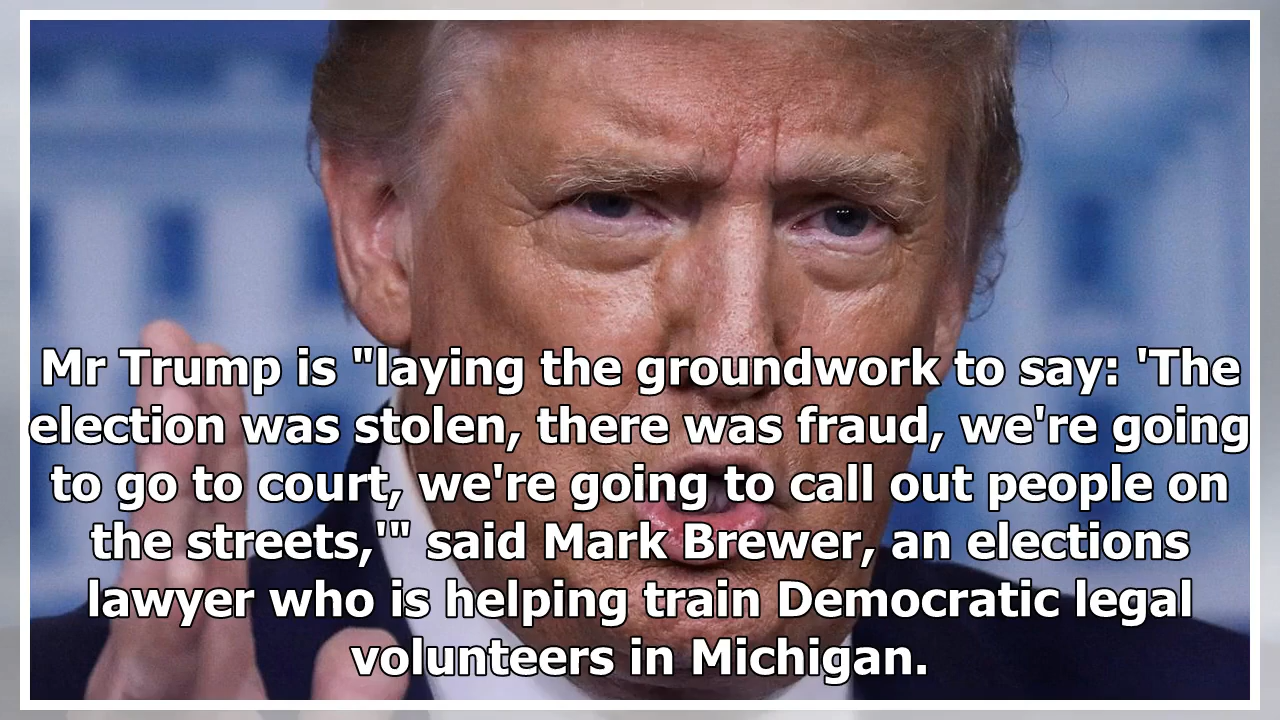 Mr Trump is "laying the groundwork to say: 'The
election was stolen, there was fraud, we're going
to go to court, we're going to call out people on
the streets,'" said Mark Brewer, an elections
lawyer who is helping train Democratic legal
volunteers in Michigan.